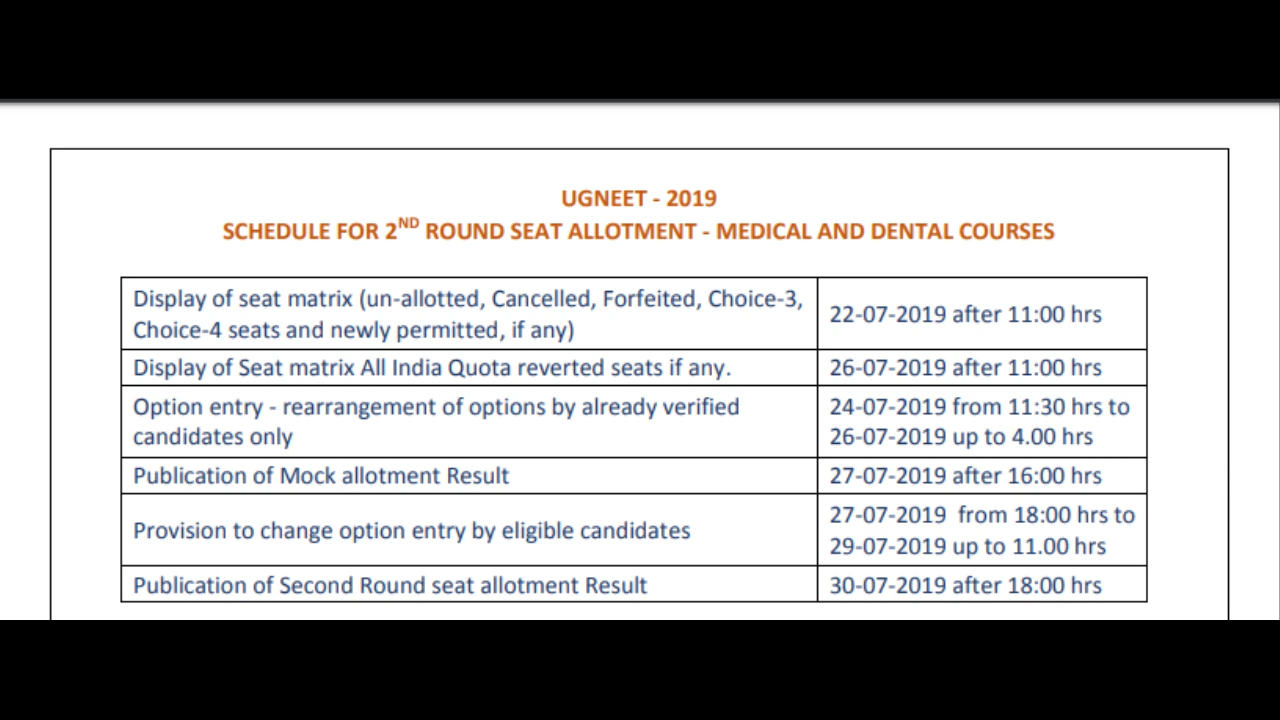 UGNEET - 2019
SCHEDULE FOR 2ND ROUND SEAT ALLOTMENT - MEDICAL AND DENTAL COURSES
Display of seat matrix (un-allotted, Cancelled, Forfeited, Choice-3,
Choice-4 seats and newly permitted, if any)
22-07-2019 after 11:00 hrs
Display of Seat matrix All India Quota reverted seats if any.
26-07-2019 after 11:00 hrs
Option entry - rearrangement of options by already verified
candidates only
24-07-2019 from 11:30 hrs to
26-07-2019 up to 4.00 hrs
Publication of Mock allotment Result
27-07-2019 after 16:00 hrs
Provision to change option entry by eligible candidates
27-07-2019 from 18:00 hrs to
29-07-2019 up to 11.00 hrs
Publication of Second Round seat allotment Result
30-07-2019 after 18:00 hrs